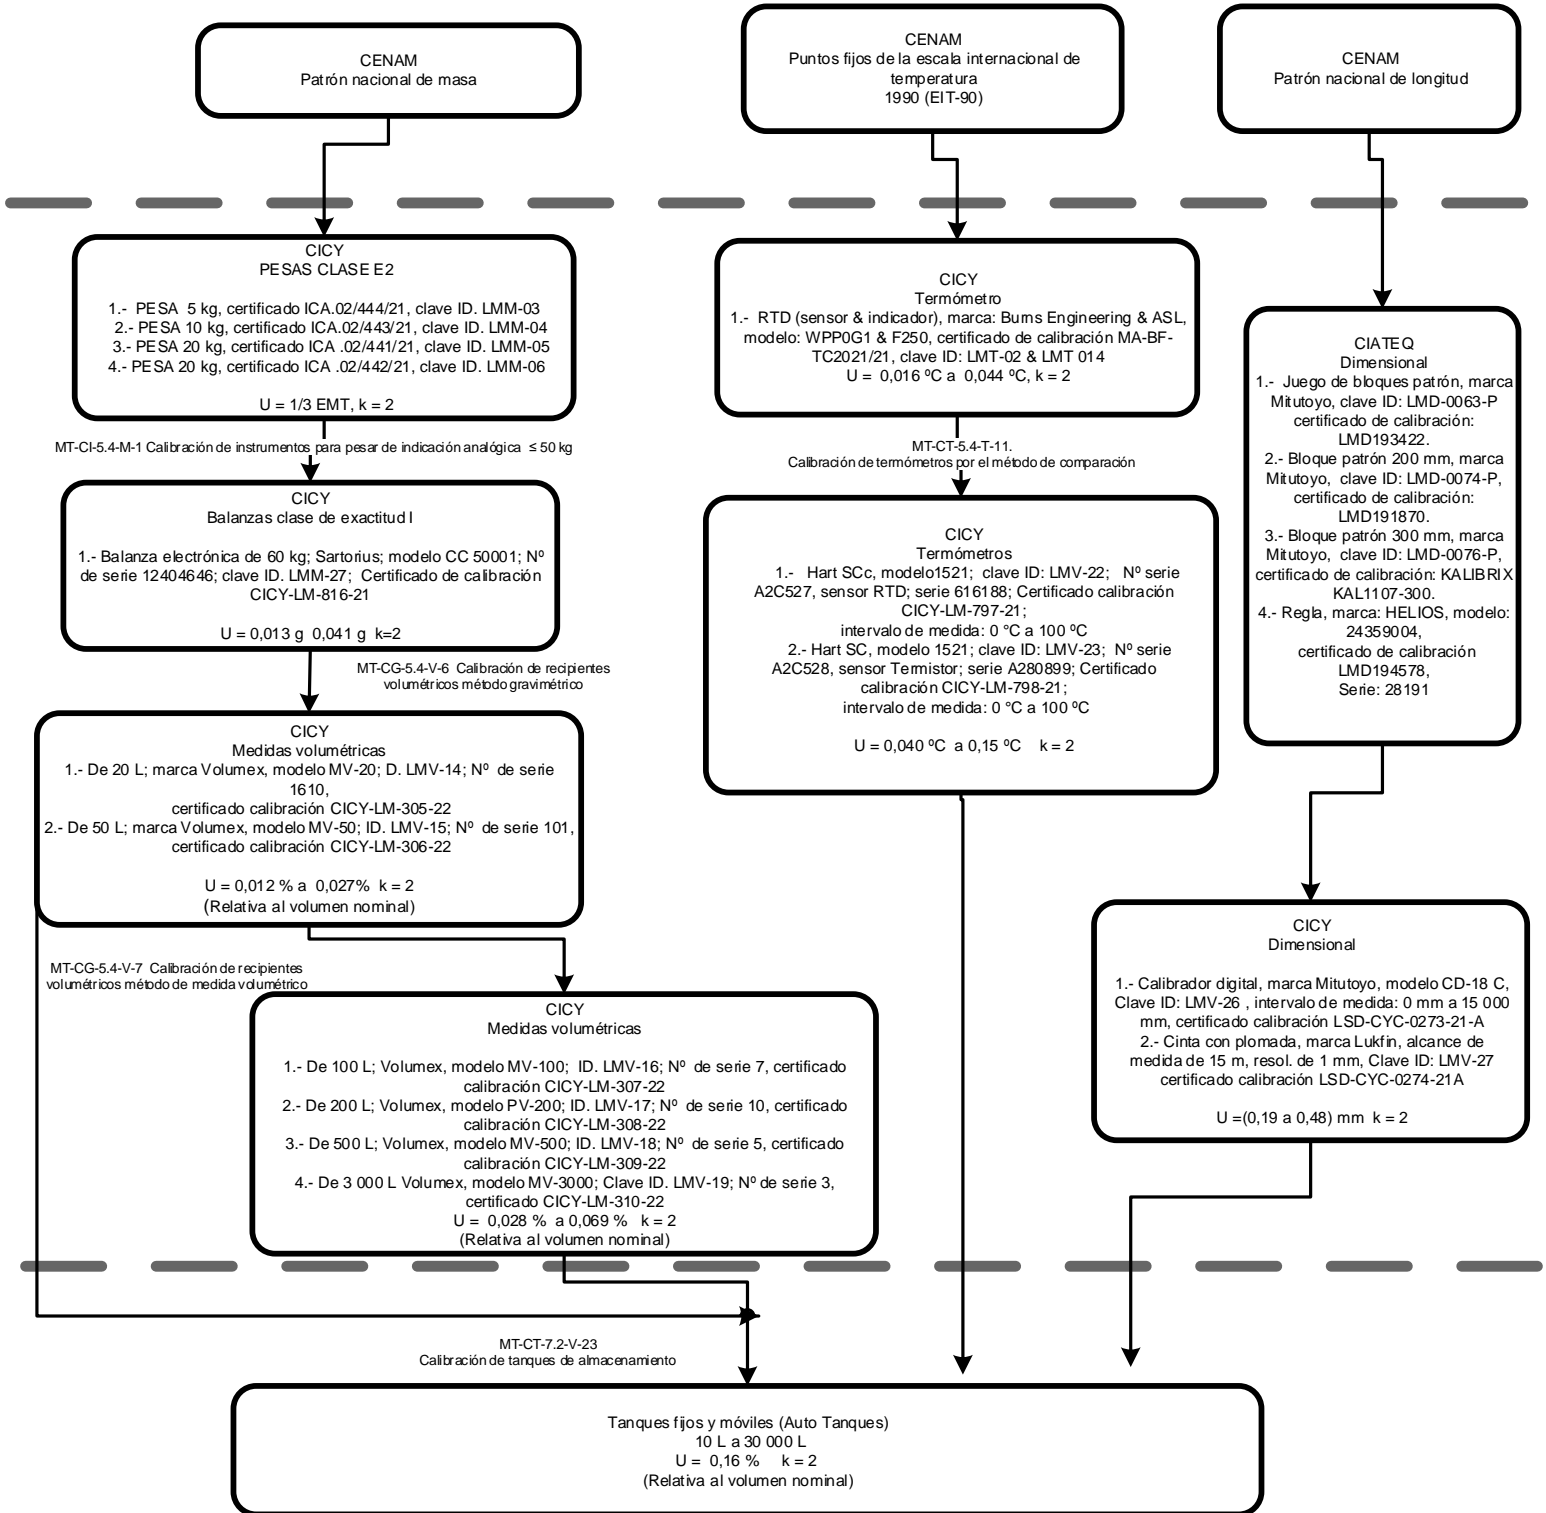 CENAM
Patrón nacional de masa
CENAM
Puntos fijos de la escala internacional de
temperatura
1990 (EIT-90)
CENAM
Patrón nacional de longitud
CICY
PESAS CLASE E2
1.- PESA 5 kg, certificado ICA.02/444/21, clave ID. LMM-03
2.- PESA 10 kg, certificado ICA.02/443/21, clave ID. LMM-04
3.- PESA 20 kg, certificado ICA .02/441/21, clave ID. LMM-05
4.- PESA 20 kg, certificado ICA .02/442/21, clave ID. LMM-06
U = 1/3 EMT, k = 2
MT-CI-5.4-M-1 Calibración de instrumentos para pesar de indicación analógica ≤ 50 kg
CICY
Balanzas clase de exactitud I
1.- Balanza electrónica de 60 kg; Sartorius; modelo CC 50001; Nº
de serie 12404646; clave ID. LMM-27; Certificado de calibración
CICY-LM-816-21
U = 0,013 g 0,041 g k=2
MT-CG-5.4-V-6 Calibración de recipientes
volumétricos método gravimétrico
CICY
Medidas volumétricas
1.- De 20 L; marca Volumex, modelo MV-20; D. LMV-14; Nº de serie
1610,
certificado calibración CICY-LM-305-22
2.- De 50 L; marca Volumex, modelo MV-50; ID. LMV-15; Nº de serie 101,
certificado calibración CICY-LM-306-22
U = 0,012 % a 0,027% k = 2
(Relativa al volumen nominal)
MT-CG-5.4-V-7 Calibración de recipientes
volumétricos método de medida volumétrico
CICY
Medidas volumétricas
1.- De 100 L; Volumex, modelo MV-100; ID. LMV-16; Nº de serie 7, certificado
calibración CICY-LM-307-22
2.- De 200 L; Volumex, modelo PV-200; ID. LMV-17; Nº de serie 10, certificado
calibración CICY-LM-308-22
3.- De 500 L; Volumex, modelo MV-500; ID. LMV-18; Nº de serie 5, certificado
calibración CICY-LM-309-22
4.- De 3 000 L Volumex, modelo MV-3000; Clave ID. LMV-19; Nº de serie 3,
certificado CICY-LM-310-22
U = 0,028 % a 0,069 % k = 2
(Relativa al volumen nominal)
CICY
Termómetro
1.- RTD (sensor & indicador), marca: Burns Engineering & ASL,
modelo: WPP0G1 & F250, certificado de calibración MA-BF-
TC2021/21, clave ID: LMT-02 & LMT 014
U = 0,016 ºC a 0,044 ºC, k = 2
MT-CT-5.4-T-11.
Calibración de termómetros por el método de comparación
CICY
Termómetros
1.- Hart SCc, modelo1521; clave ID: LMV-22; Nº serie
A2C527, sensor RTD; serie 616188; Certificado calibración
CICY-LM-797-21;
intervalo de medida: 0 °C a 100 ºC
2.- Hart SC, modelo 1521; clave ID: LMV-23; Nº serie
A2C528, sensor Termistor; serie A280899; Certificado
calibración CICY-LM-798-21;
intervalo de medida: 0 °C a 100 ºC
U = 0,040 ºC a 0,15 ºC k = 2
CIATEQ
Dimensional
1.- Juego de bloques patrón, marca
Mitutoyo, clave ID: LMD-0063-P
certificado de calibración:
LMD193422.
2.- Bloque patrón 200 mm, marca
Mitutoyo, clave ID: LMD-0074-P,
certificado de calibración:
LMD191870.
3.- Bloque patrón 300 mm, marca
Mitutoyo, clave ID: LMD-0076-P,
certificado de calibración: KALIBRIX
KAL1107-300.
4.- Regla, marca: HELIOS, modelo:
24359004,
certificado de calibración
LMD194578,
Serie: 28191
CICY
Dimensional
1.- Calibrador digital, marca Mitutoyo, modelo CD-18 C,
Clave ID: LMV-26 , intervalo de medida: 0 mm a 15 000
mm, certificado calibración LSD-CYC-0273-21-A
2.- Cinta con plomada, marca Lukfin, alcance de
medida de 15 m, resol. de 1 mm, Clave ID: LMV-27
certificado calibración LSD-CYC-0274-21A
U =(0,19 a 0,48) mm k = 2
MT-CT-7.2-V-23
Calibración de tanques de almacenamiento
Tanques fijos y móviles (Auto Tanques)
10 L a 30 000 L
U = 0,16 % k = 2
(Relativa al volumen nominal)